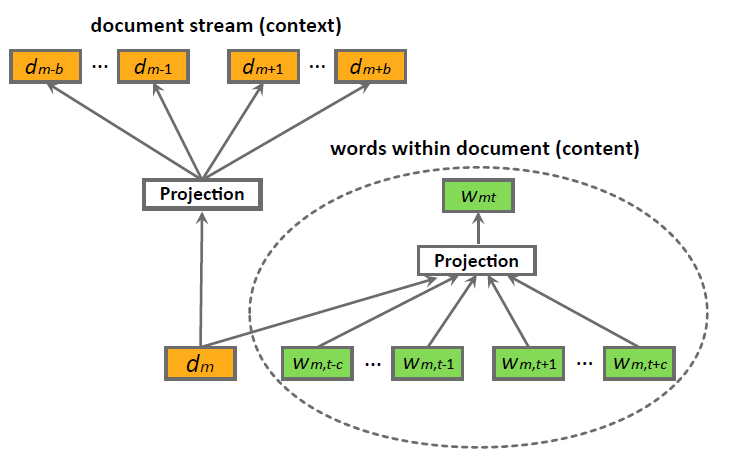 document stream (context)
dm-b ... dm-1 dm+1 ... dm+b
words within document (content)
Projection
wmt
Projection
dm
wm,t-c ... wm,t-1 wm,t+1 ... wm,t+c